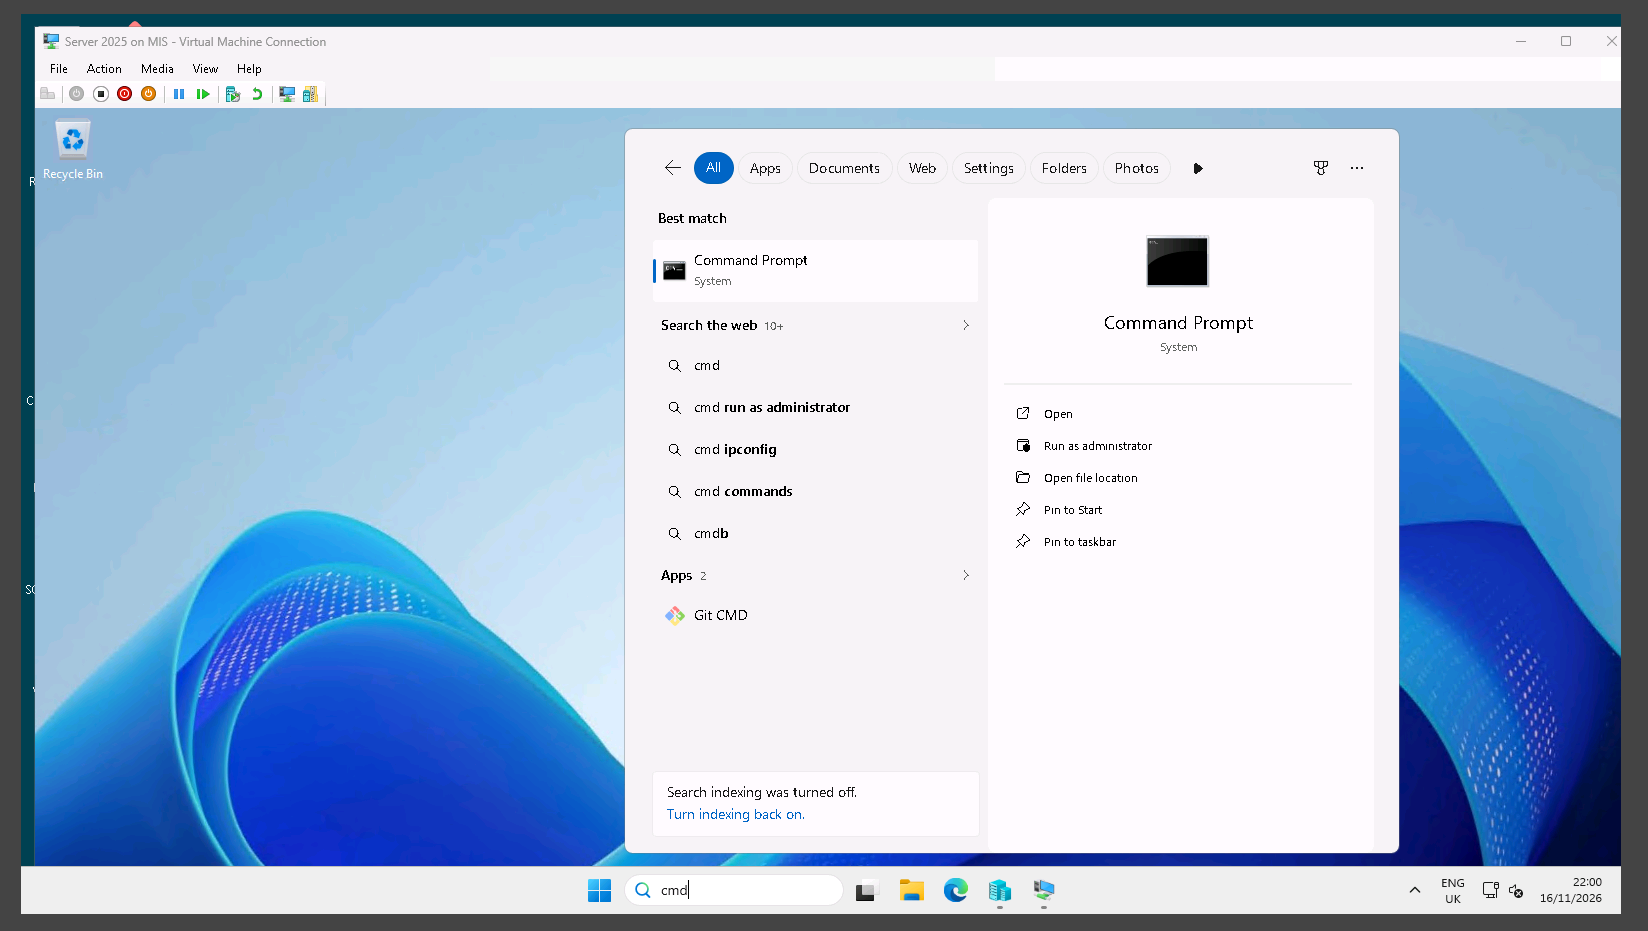 Server 2025 on MIS - Virtual Machine Connection
File Action Media View Help
Recycle Bin
All Apps Documents Web Settings Folders Photos
Best match
Command Prompt
System
Search the web 10+
cmd
cmd run as administrator
cmd ipconfig
cmd commands
cmdb
Apps 2
Git CMD
Search indexing was turned off.
Turn indexing back on.
Command Prompt
System
Open
Run as administrator
Open file location
Pin to Start
Pin to taskbar
cmd
ENG
UK
22:00
16/11/2026